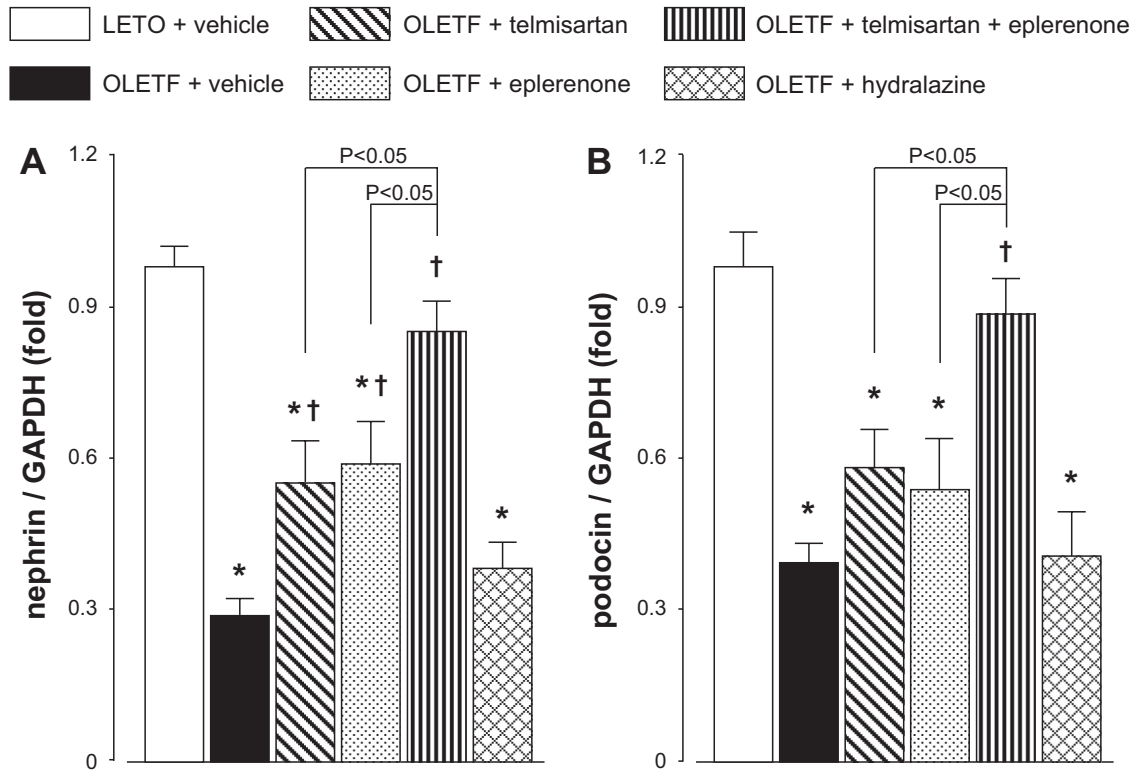 LETO + vehicle
OLETF + telmisartan
OLETF + telmisartan + eplerenone
OLETF + vehicle
OLETF + eplerenone
OLETF + hydralazine
A
nephrin / GAPDH (fold)
1.2
0.9
0.6
0.3
0
P<0.05
P<0.05
*
*†
*†
†
*
B
podocin / GAPDH (fold)
1.2
0.9
0.6
0.3
0
P<0.05
P<0.05
*
*
*
†
*